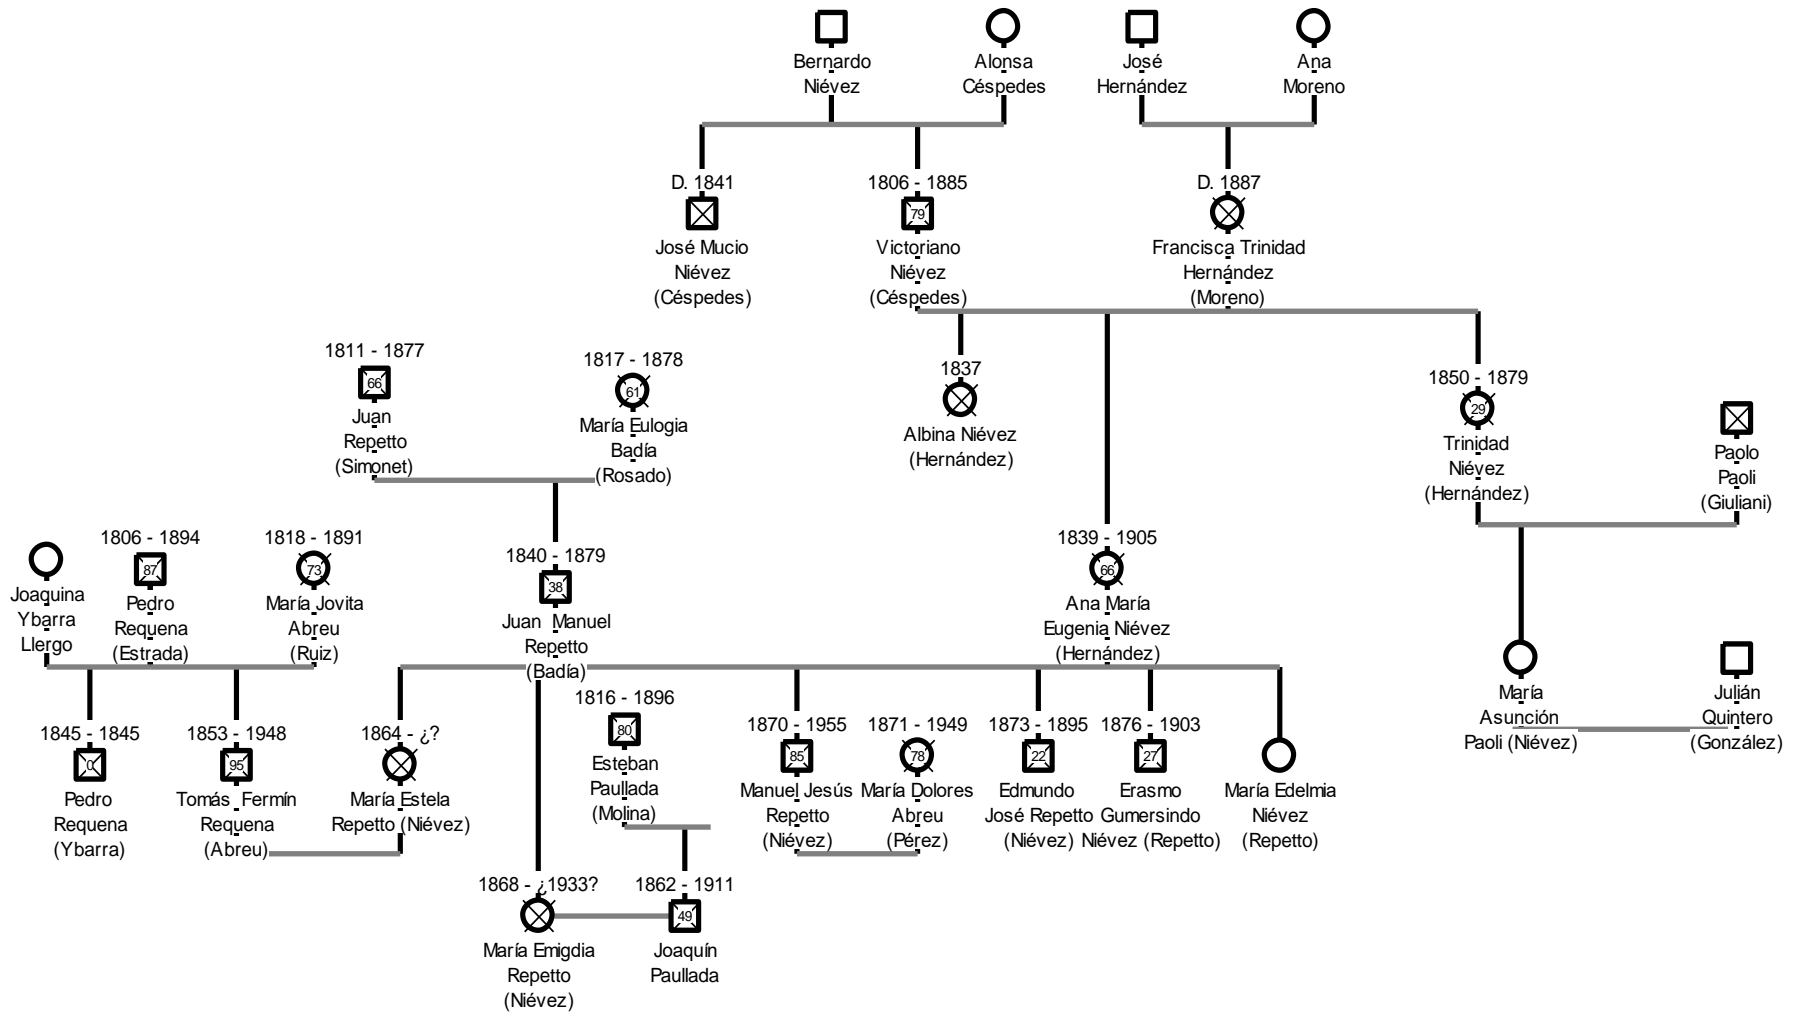 Bernardo
Niévez
Alonsa
Céspedes
José
Hernández
Ana
Moreno
D. 1841
José Mucio
Niévez
(Céspedes)
1806 - 1885
79
Victoriano
Niévez
(Céspedes)
D. 1887
Francisca Trinidad
Hernández
(Moreno)
1811 - 1877
66
Juan
Repetto
(Simonet)
1817 - 1878
61
María Eulogia
Badía
(Rosado)
1837
Albina Niévez
(Hernández)
1850 - 1879
29
Trinidad
Niévez
(Hernández)
Paolo
Paoli
(Giuliani)
Joaquina
Ybarra
Llergo
1806 - 1894
87
Pedro
Requena
(Estrada)
1818 - 1891
73
María Jovita
Abreu
(Ruiz)
1840 - 1879
38
Juan  Manuel
Repetto
(Badía)
1839 - 1905
66
Ana María
Eugenia Niévez
(Hernández)
María
Asunción
Paoli (Niévez)
Julián
Quintero
(González)
1845 - 1845
0
Pedro
Requena
(Ybarra)
1853 - 1948
95
Tomás  Fermín
Requena
(Abreu)
1864 - ¿?
María Estela
Repetto (Niévez)
1816 - 1896
80
Esteban
Paullada
(Molina)
1870 - 1955
85
Manuel Jesús
Repetto
(Niévez)
1871 - 1949
78
María Dolores
Abreu
(Pérez)
1873 - 1895
22
Edmundo
José Repetto
(Niévez)
1876 - 1903
27
Erasmo
Gumersindo
Niévez (Repetto)
María Edelmia
Niévez
(Repetto)
1868 - ¿1933?
María Emigdia
Repetto
(Niévez)
1862 - 1911
49
Joaquín
Paullada